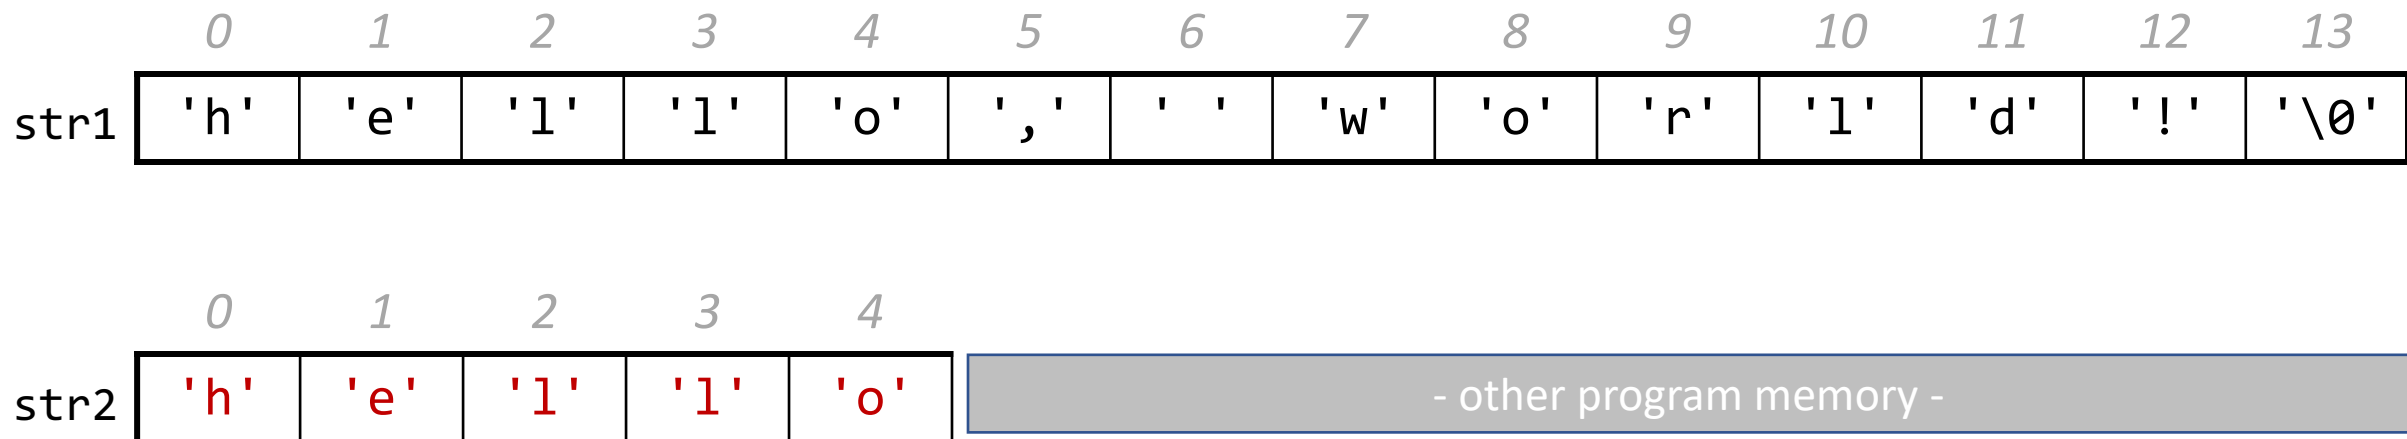 0 1 2 3 4 5 6 7 8 9 10 11 12 13
str1 'h' 'e' 'l' 'l' 'o' ',' ' ' 'w' 'o' 'r' 'l' 'd' '!' '\0'
0 1 2 3 4
str2 'h' 'e' 'l' 'l' 'o' - other program memory -